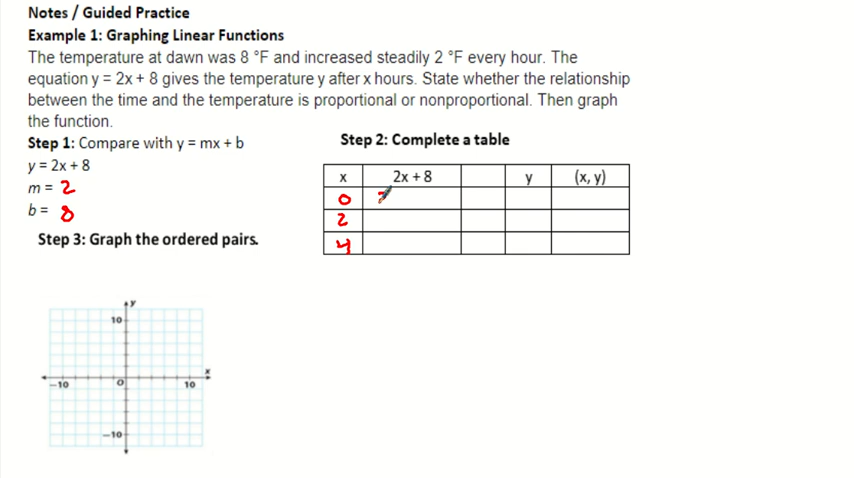 Notes / Guided Practice
Example 1: Graphing Linear Functions
The temperature at dawn was 8 °F and increased steadily 2 °F every hour. The
equation y = 2x + 8 gives the temperature y after x hours. State whether the relationship
between the time and the temperature is proportional or nonproportional. Then graph
the function.
Step 1: Compare with y = mx + b
y = 2x + 8
m = 2
b = 8
Step 2: Complete a table
x 2x + 8 y (x, y)
0
2
4
Step 3: Graph the ordered pairs.
y
10
x
−10 O 10
−10